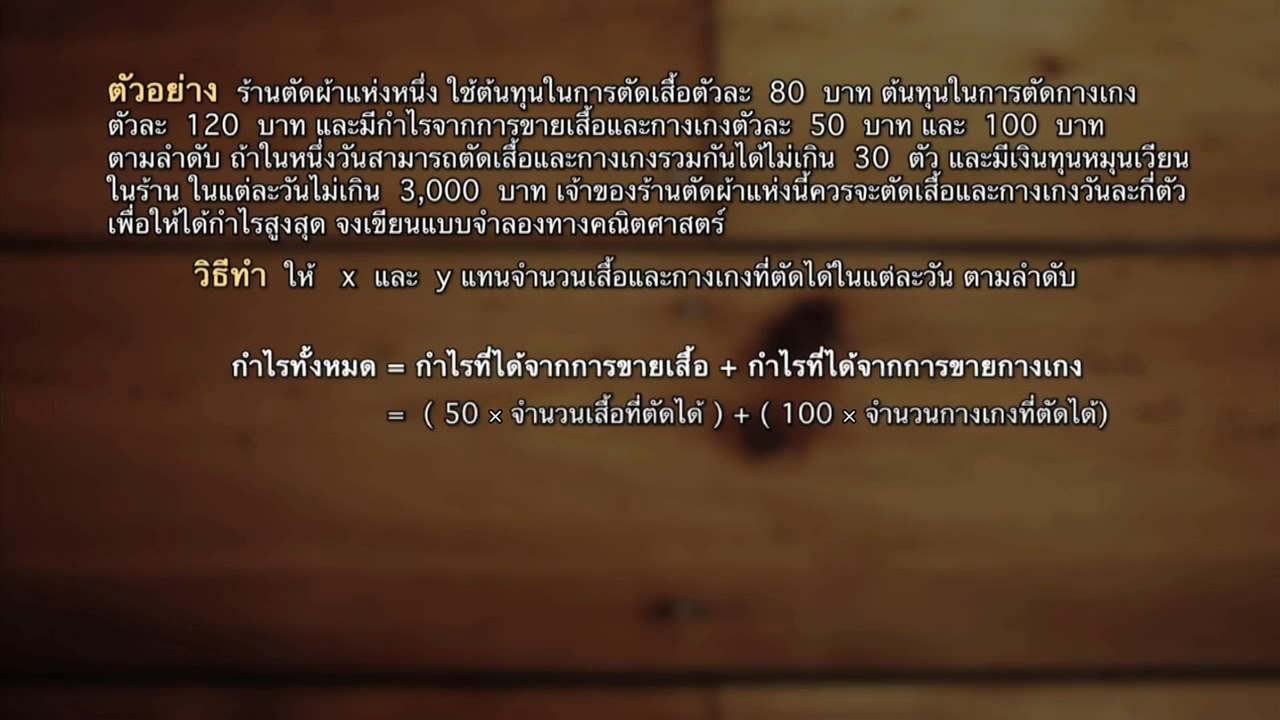 ตัวอย่าง ร้านตัดผ้าแห่งหนึ่ง ใช้ต้นทุนในการตัดเสื้อตัวละ 80 บาท ต้นทุนในการตัดกางเกง
ตัวละ 120 บาท และมีกำไรจากการขายเสื้อและกางเกงตัวละ 50 บาท และ 100 บาท
ตามลำดับ ถ้าในหนึ่งวันสามารถตัดเสื้อและกางเกงรวมกันได้ไม่เกิน 30 ตัว และมีเงินทุนหมุนเวียน
ในร้าน ในแต่ละวันไม่เกิน 3,000 บาท เจ้าของร้านตัดผ้าแห่งนี้ควรจะตัดเสื้อและกางเกงวันละกี่ตัว
เพื่อให้ได้กำไรสูงสุด จงเขียนแบบจำลองทางคณิตศาสตร์
วิธีทำ ให้ x และ y แทนจำนวนเสื้อและกางเกงที่ตัดได้ในแต่ละวัน ตามลำดับ
กำไรทั้งหมด = กำไรที่ได้จากการขายเสื้อ + กำไรที่ได้จากการขายกางเกง
= ( 50 × จำนวนเสื้อที่ตัดได้ ) + ( 100 × จำนวนกางเกงที่ตัดได้)